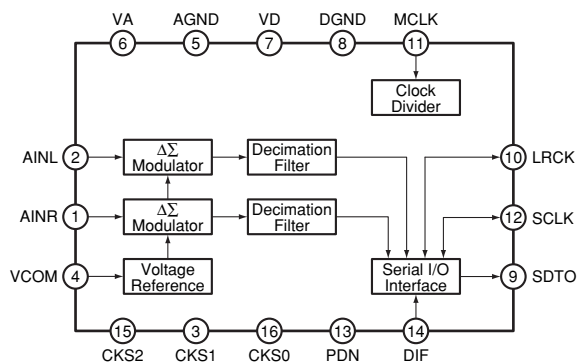 VA AGND VD DGND MCLK
6 5 7 8 11
Clock
Divider
AINL 2 ΔΣ
Modulator Decimation
Filter 10 LRCK
AINR 1 ΔΣ
Modulator Decimation
Filter 12 SCLK
VCOM 4 Voltage
Reference Serial I/O
Interface 9 SDTO
15 3 16 13 14
CKS2 CKS1 CKS0 PDN DIF